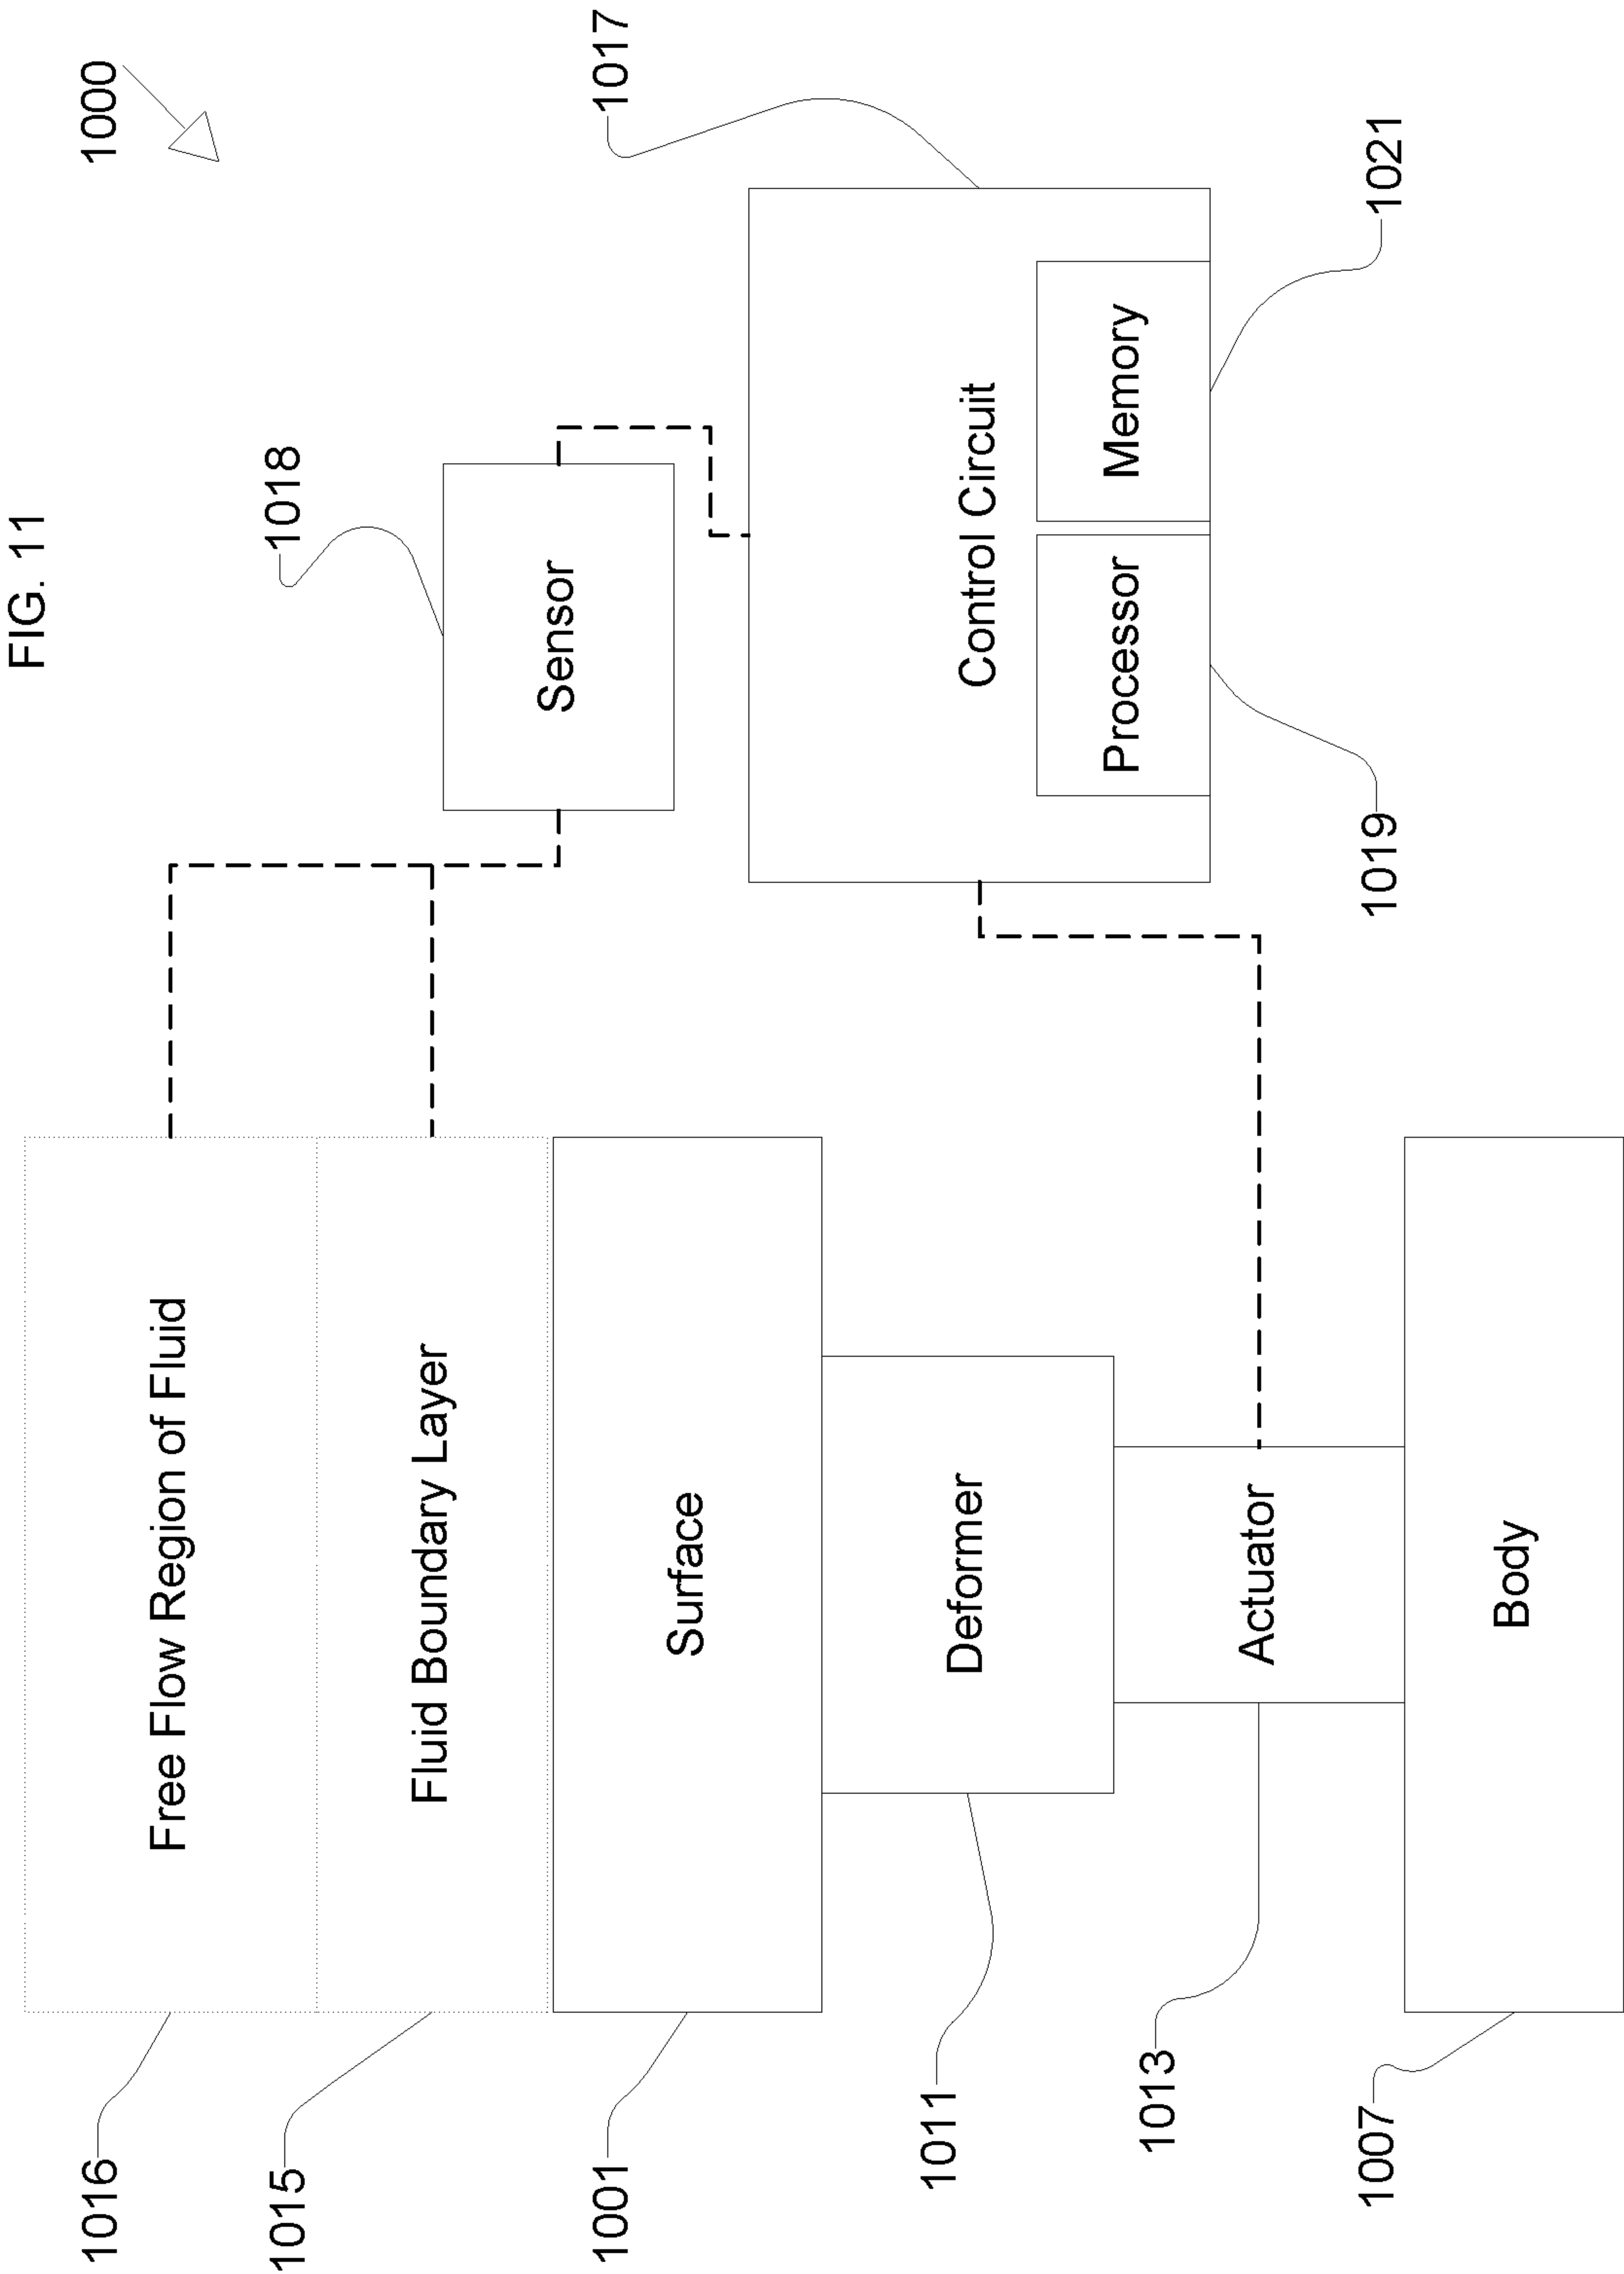 FIG. 11
1000
1016
Free Flow Region of Fluid
1015
Fluid Boundary Layer
1018
Sensor
1001
Surface
1017
1011
Deformer
Control Circuit
Processor
Memory
1013
Actuator
1019
1021
1007
Body